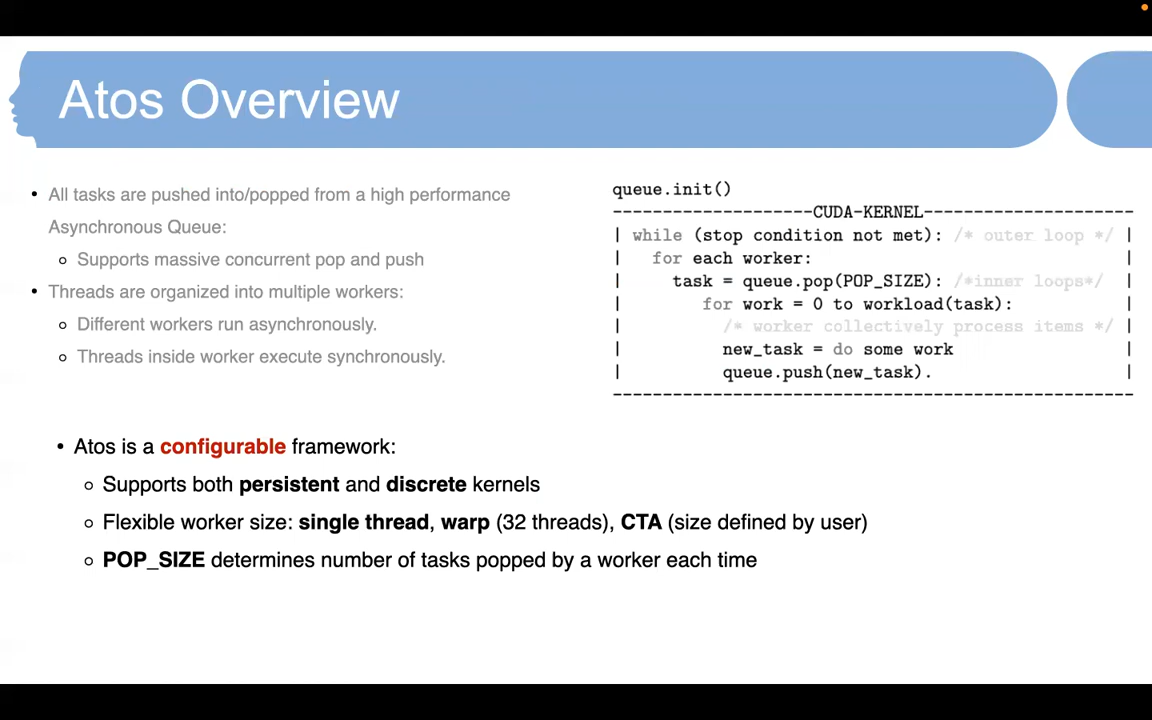 Atos Overview
• All tasks are pushed into/popped from a high performance
Asynchronous Queue:
○ Supports massive concurrent pop and push
• Threads are organized into multiple workers:
○ Different workers run asynchronously.
○ Threads inside worker execute synchronously.
queue.init()
--------------------CUDA-KERNEL---------------------
| while (stop condition not met): /* outer loop */ |
| for each worker: |
| task = queue.pop(POP_SIZE): /*inner loops*/ |
| for work = 0 to workload(task): |
| /* worker collectively process items */ |
| new_task = do some work |
| queue.push(new_task). |
----------------------------------------------------
• Atos is a configurable framework:
○ Supports both persistent and discrete kernels
○ Flexible worker size: single thread, warp (32 threads), CTA (size defined by user)
○ POP_SIZE determines number of tasks popped by a worker each time